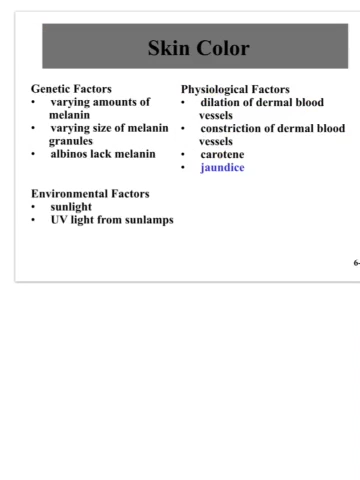 Skin Color
Genetic Factors
• varying amounts of
melanin
• varying size of melanin
granules
• albinos lack melanin
Physiological Factors
• dilation of dermal blood
vessels
• constriction of dermal blood
vessels
• carotene
• jaundice
Environmental Factors
• sunlight
• UV light from sunlamps
6-